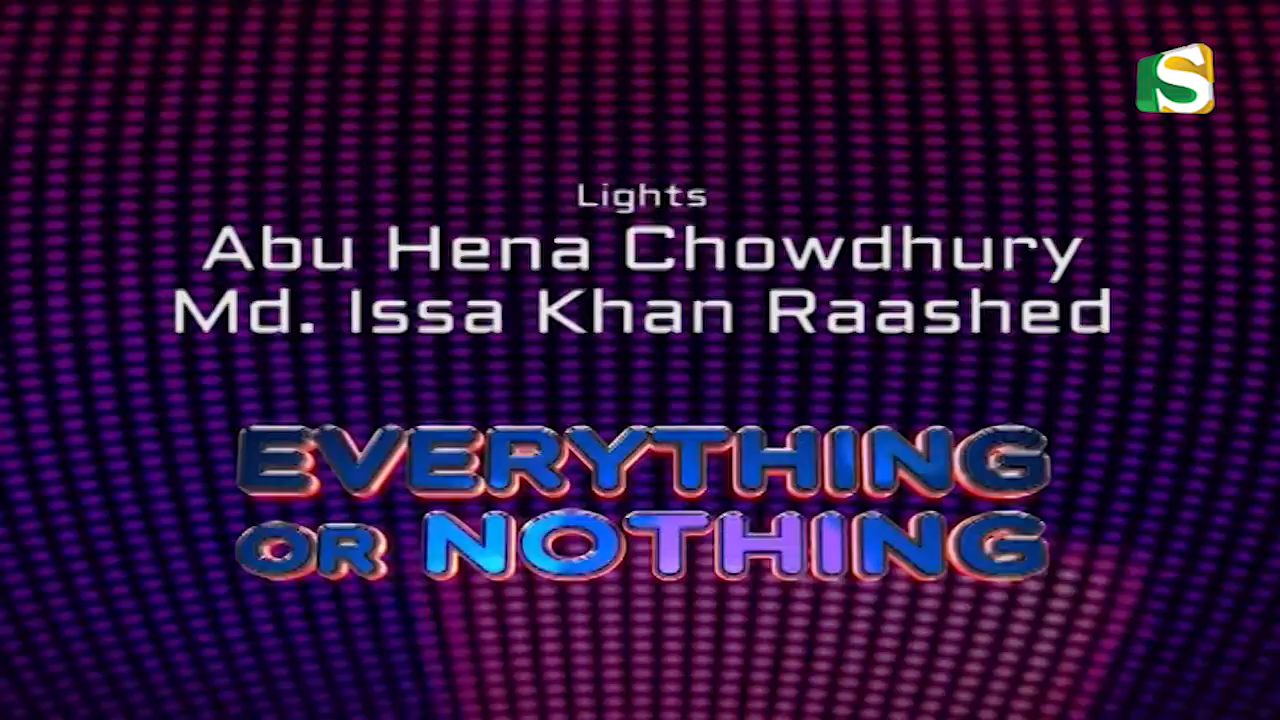 S
Lights
Abu Hena Chowdhury
Md. Issa Khan Raashed
EVERYTHING
OR NOTHING